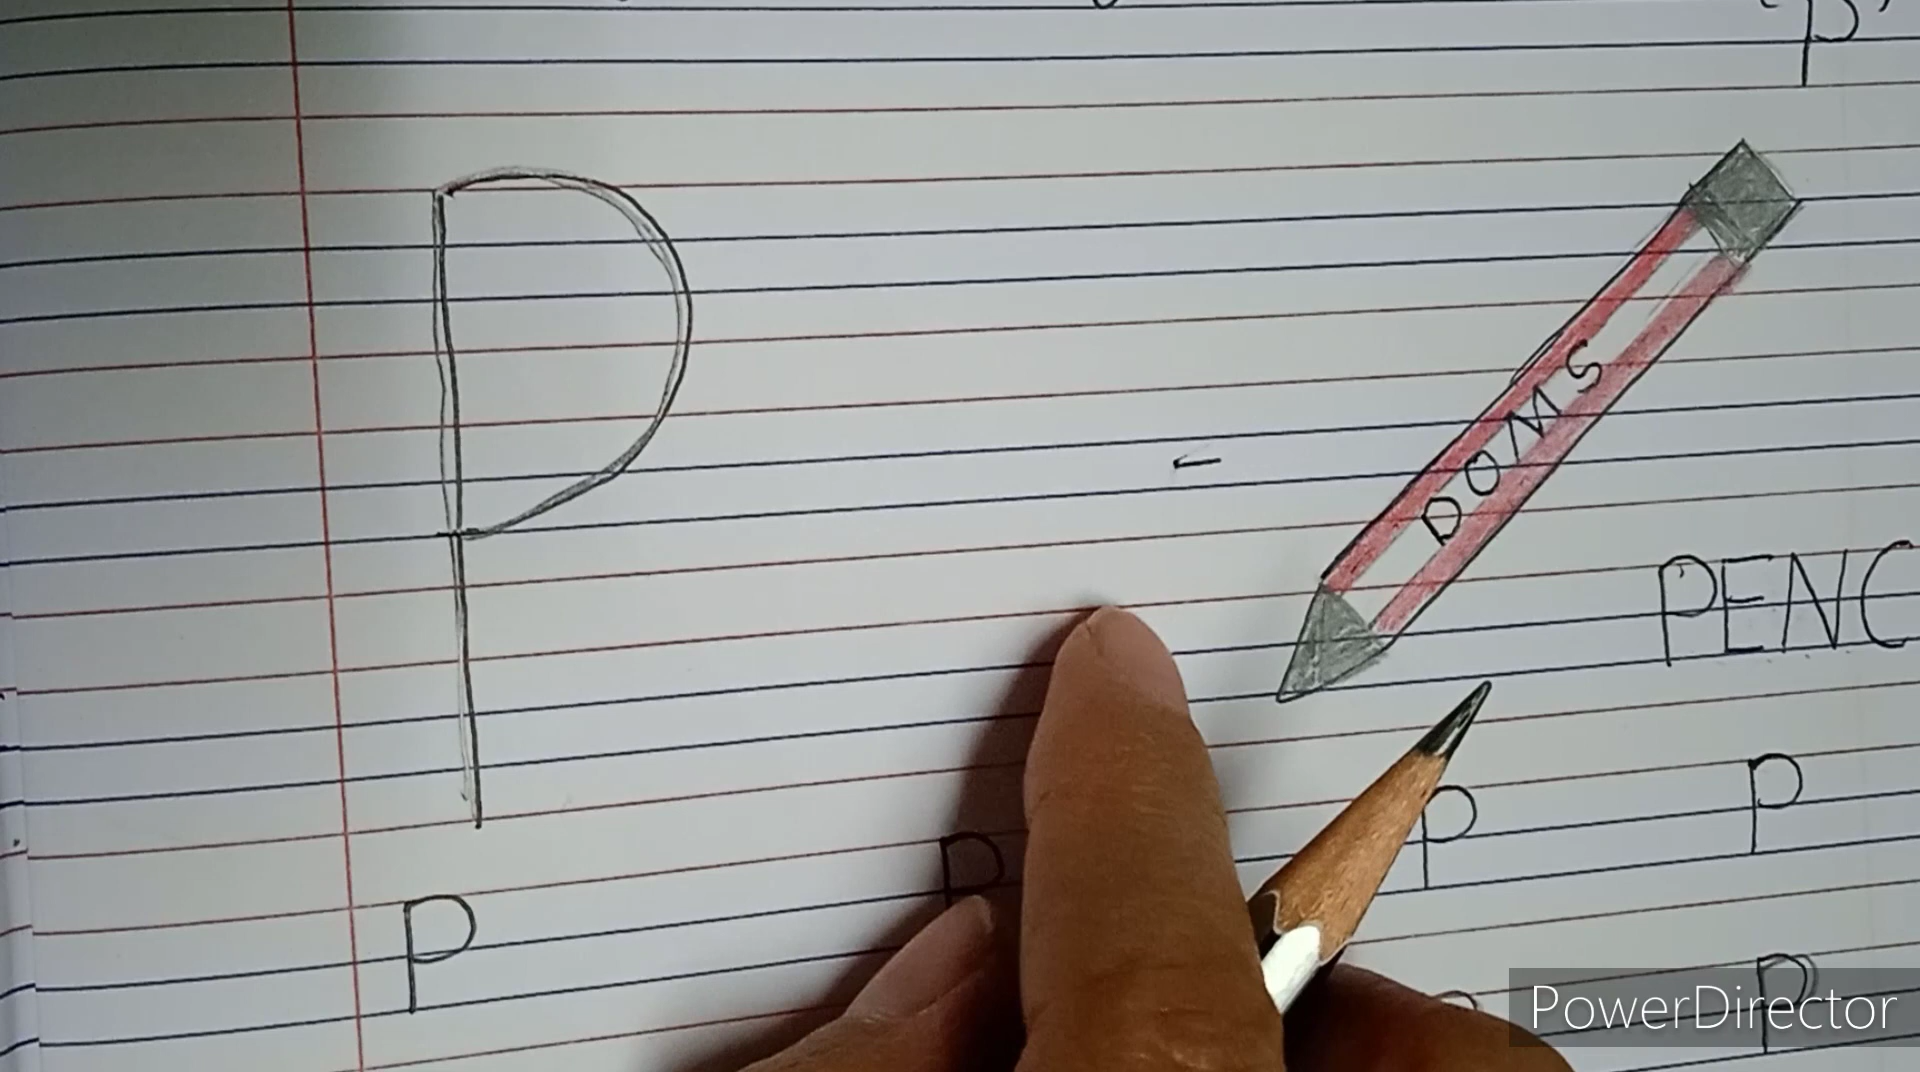 'P'
P -
DOMS
PENC
P P P P
P
PowerDirector